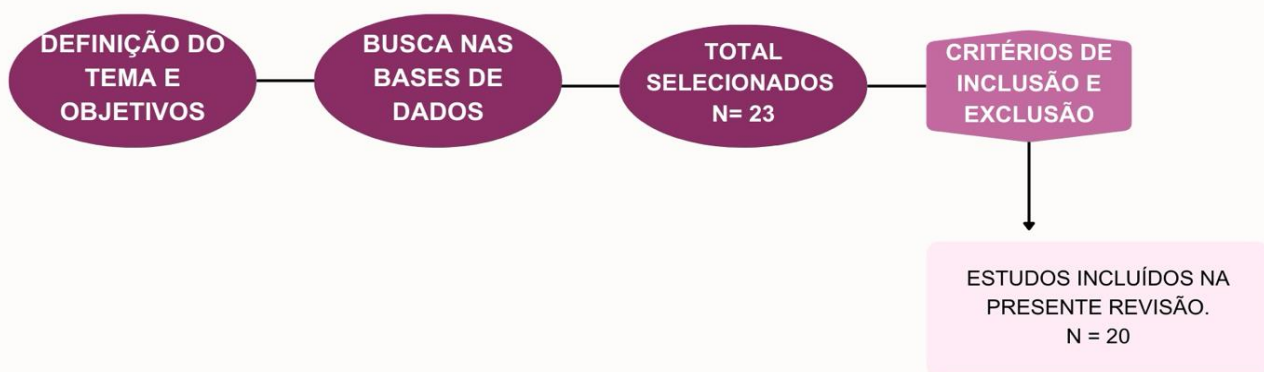 DEFINIÇÃO DO
TEMA E
OBJETIVOS
BUSCA NAS
BASES DE
DADOS
TOTAL
SELECIONADOS
N= 23
CRITÉRIOS DE
INCLUSÃO E
EXCLUSÃO
ESTUDOS INCLUÍDOS NA
PRESENTE REVISÃO.
N = 20